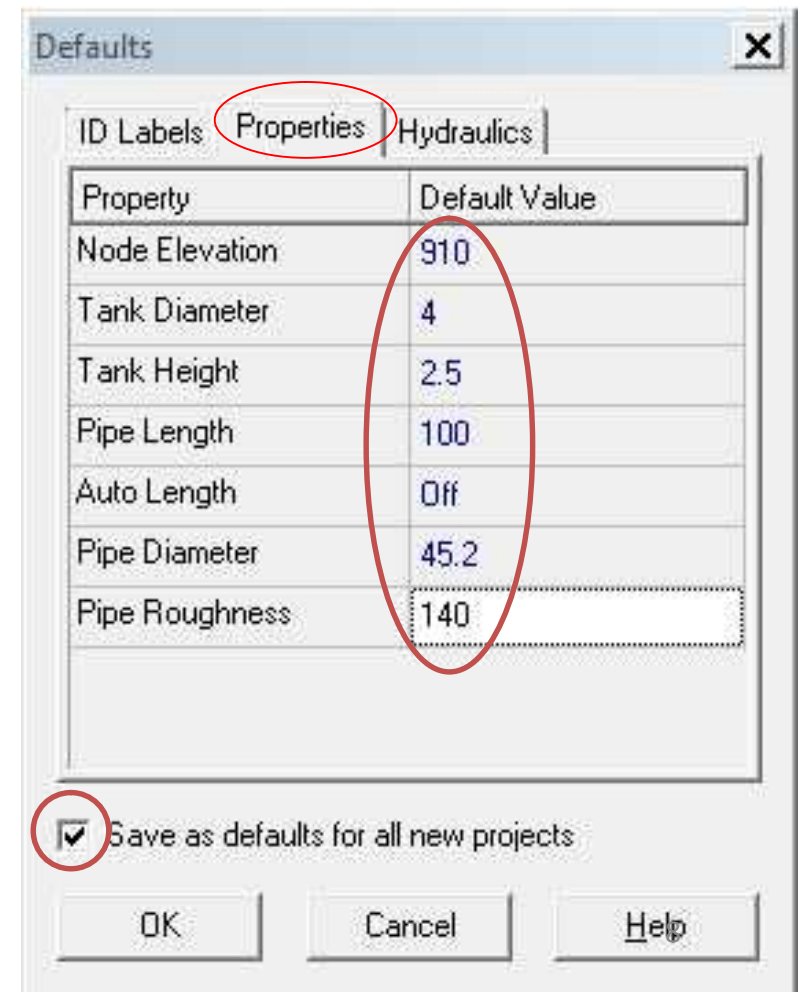 Defaults
ID Labels Properties Hydraulics
Property Default Value
Node Elevation 910
Tank Diameter 4
Tank Height 2.5
Pipe Length 100
Auto Length Off
Pipe Diameter 45.2
Pipe Roughness 140
Save as defaults for all new projects
OK Cancel Help